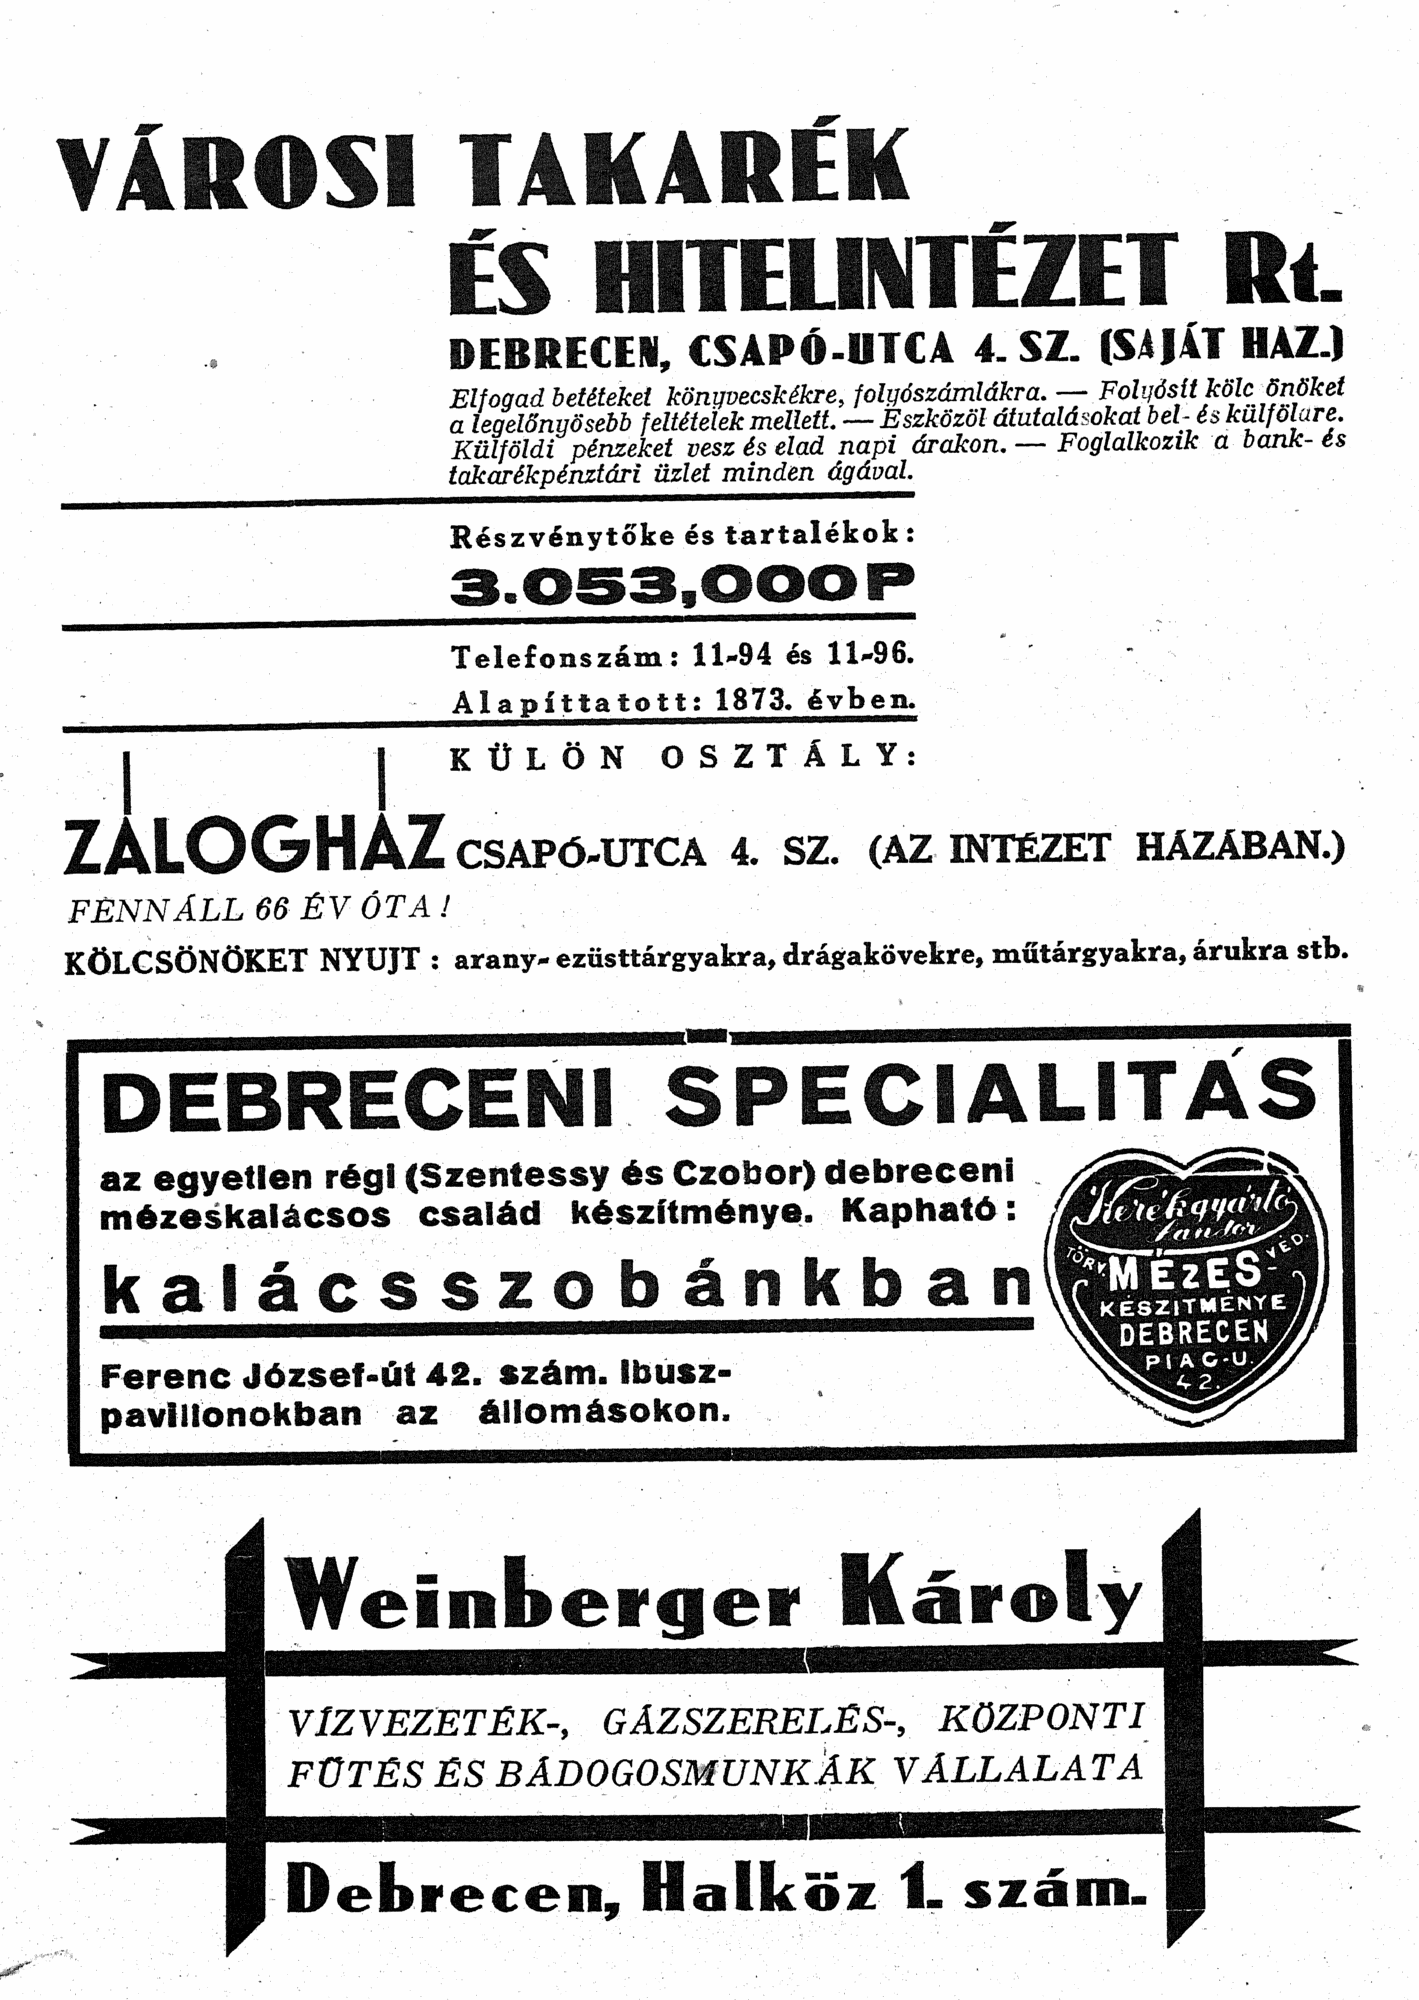 VÁROSI TAKARÉK
ÉS HITELINTÉZET Rt.
DEBRECEN, CSAPÓ-UTCA 4. SZ. (SAJÁT HAZ.)
Elfogad betéteket könyvecskékre, folyószámlákra. — Folyósít kölc önöket
a legelőnyösebb feltételek mellett. — Eszközöl átutalásokat bel- és külföldre.
Külföldi pénzeket vesz és elad napi árakon. — Foglalkozik a bank- és
takarékpénztári üzlet minden ágával.
Részvénytőke és tartalékok:
3.053,000 P
Telefonszám: 11-94 és 11-96.
Alapíttatott: 1873. évben.
KÜLÖN OSZTÁLY:
ZÁLOGHÁZ CSAPÓ-UTCA 4. SZ. (AZ INTÉZET HÁZÁBAN.)
FENNÁLL 66 ÉV ÓTA!
KÖLCSÖNÖKET NYUJT: arany- ezüsttárgyakra, drágakövekre, műtárgyakra, árukra stb.
DEBRECENI SPECIALITÁS
az egyetlen régi (Szentessy és Czobor) debreceni
mézeskalácsos család készítménye. Kapható:
kalácsszobánkban
Ferenc József-út 42. szám. Ibusz-
pavillonokban az állomásokon.
Kerékgyártó
Sándor
TÖRV. VÉD.
MÉZES-
KÉSZITMÉNYE
DEBRECEN
PIAC-U.
42.
Weinberger Károly
VÍZVEZETÉK-, GÁZSZERELÉS-, KÖZPONTI
FŰTÉS ÉS BÁDOGOSMUNKÁK VÁLLALATA
Debrecen, Halköz 1. szám.